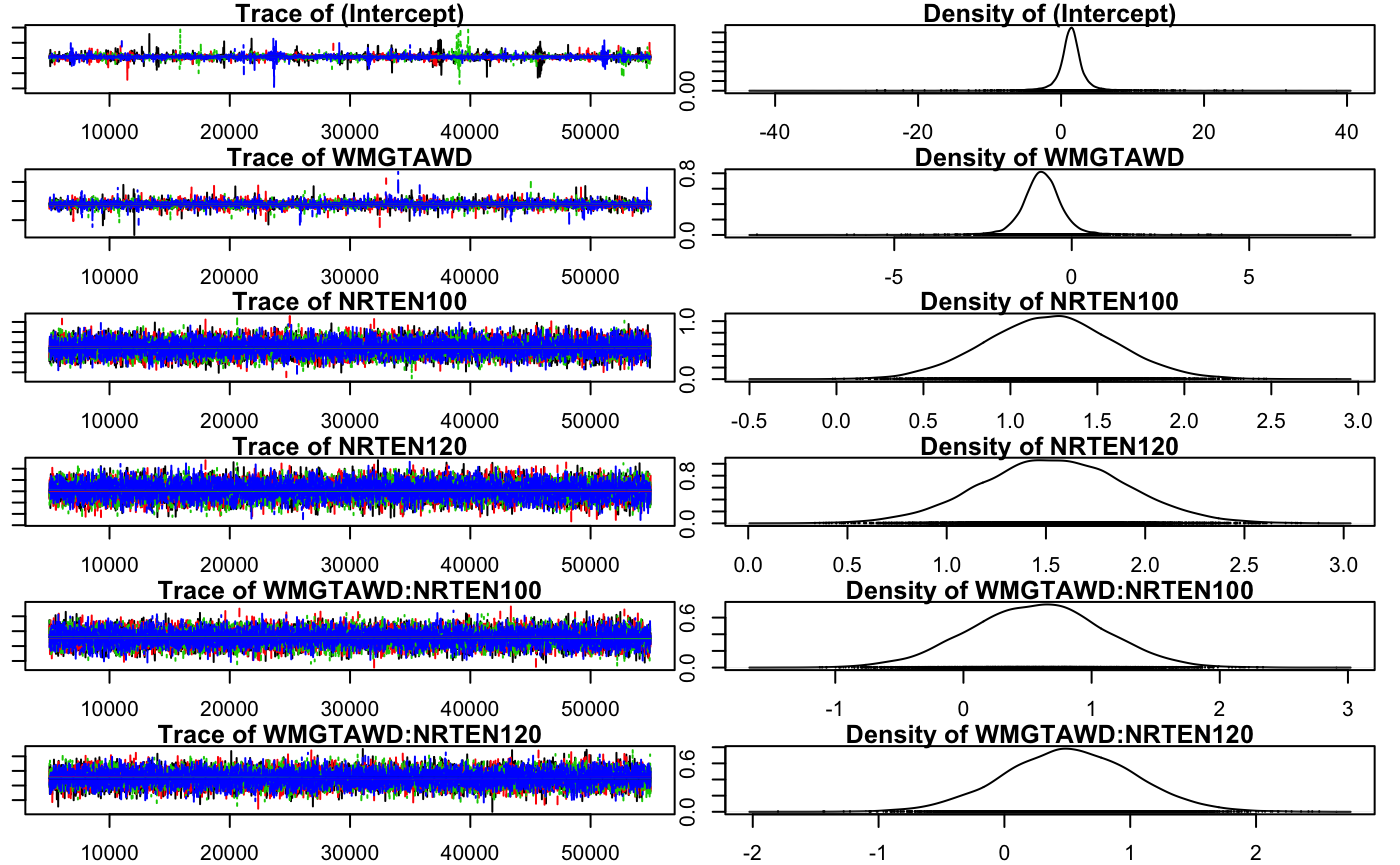 Trace of (Intercept)
Density of (Intercept)
0.00
10000 20000 30000 40000 50000
-40 -20 0 20 40
Trace of WMGTAWD
Density of WMGTAWD
0.0 0.8
10000 20000 30000 40000 50000
-5 0 5
Trace of NRTEN100
Density of NRTEN100
0.0 1.0
10000 20000 30000 40000 50000
-0.5 0.0 0.5 1.0 1.5 2.0 2.5 3.0
Trace of NRTEN120
Density of NRTEN120
0.0 0.8
10000 20000 30000 40000 50000
0.0 0.5 1.0 1.5 2.0 2.5 3.0
Trace of WMGTAWD:NRTEN100
Density of WMGTAWD:NRTEN100
0.0 0.6
10000 20000 30000 40000 50000
-1 0 1 2 3
Trace of WMGTAWD:NRTEN120
Density of WMGTAWD:NRTEN120
0.0 0.6
10000 20000 30000 40000 50000
-2 -1 0 1 2